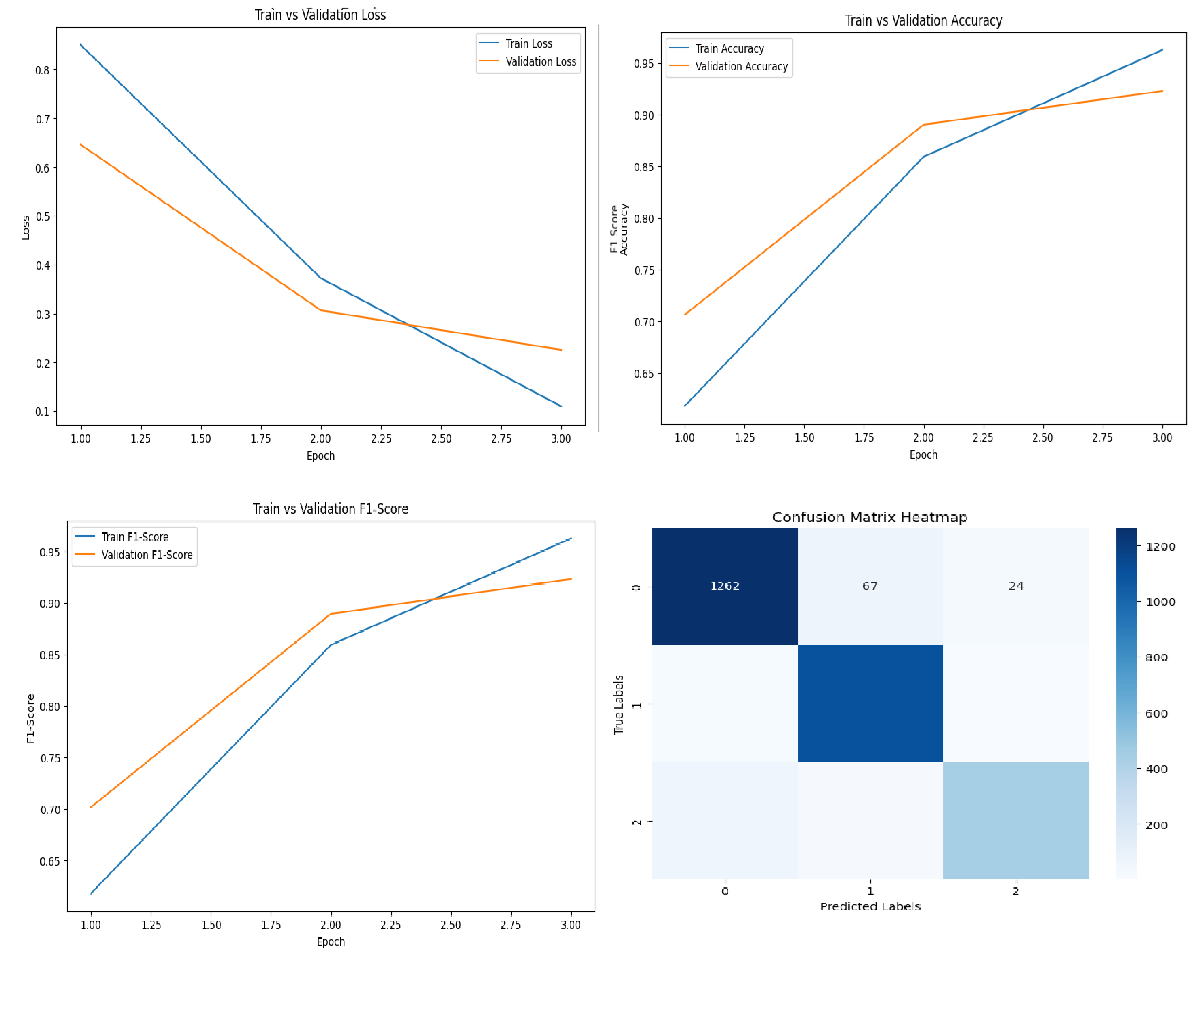 Train vs Validation Loss
Train Loss
Validation Loss
0.8
0.7
0.6
0.5
0.4
0.3
0.2
0.1
Loss
1.00 1.25 1.50 1.75 2.00 2.25 2.50 2.75 3.00
Epoch
Train vs Validation Accuracy
Train Accuracy
Validation Accuracy
0.95
0.90
0.85
0.80
0.75
0.70
0.65
F1 Score
Accuracy
1.00 1.25 1.50 1.75 2.00 2.25 2.50 2.75 3.00
Epoch
Train vs Validation F1-Score
Train F1-Score
Validation F1-Score
0.95
0.90
0.85
0.80
0.75
0.70
0.65
F1-Score
1.00 1.25 1.50 1.75 2.00 2.25 2.50 2.75 3.00
Epoch
Confusion Matrix Heatmap
1262 67 24
0
1
2
True Labels
0 1 2
Predicted Labels
1200
1000
800
600
400
200